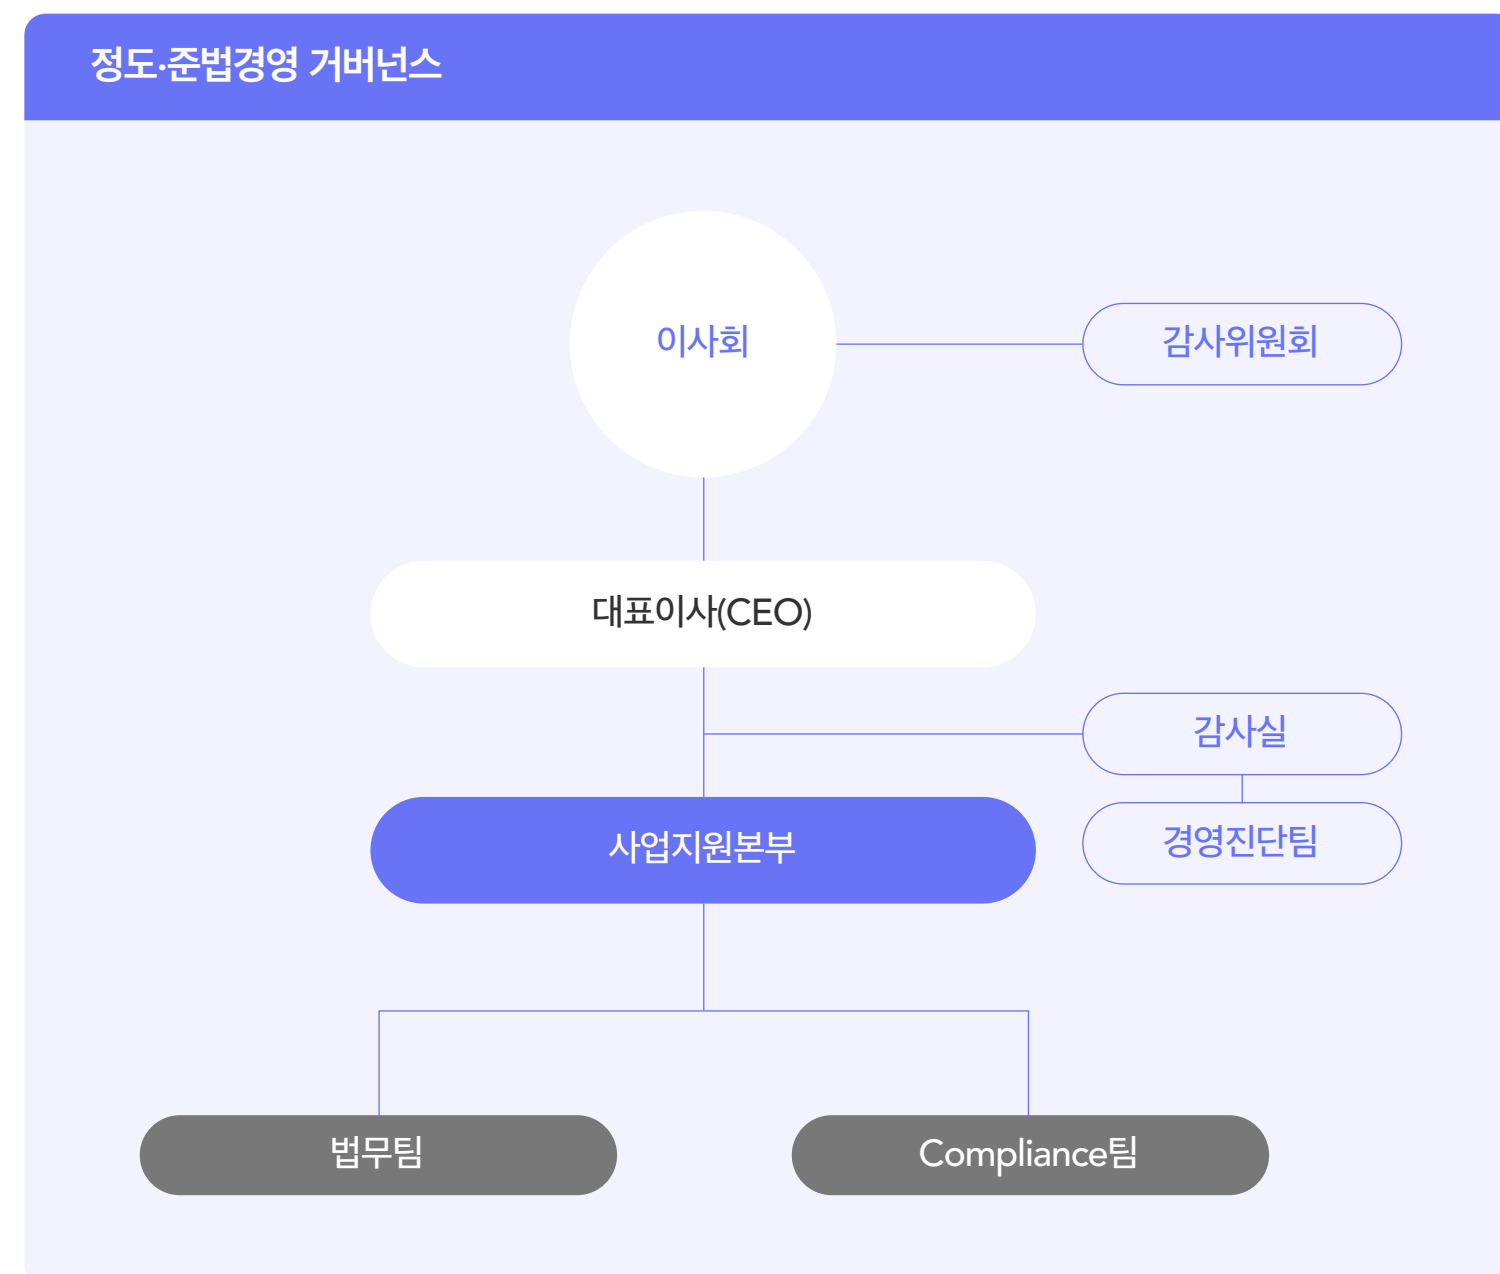 정도·준법경영 거버넌스
이사회
감사위원회
대표이사(CEO)
감사실
사업지원본부
경영진단팀
법무팀
Compliance팀